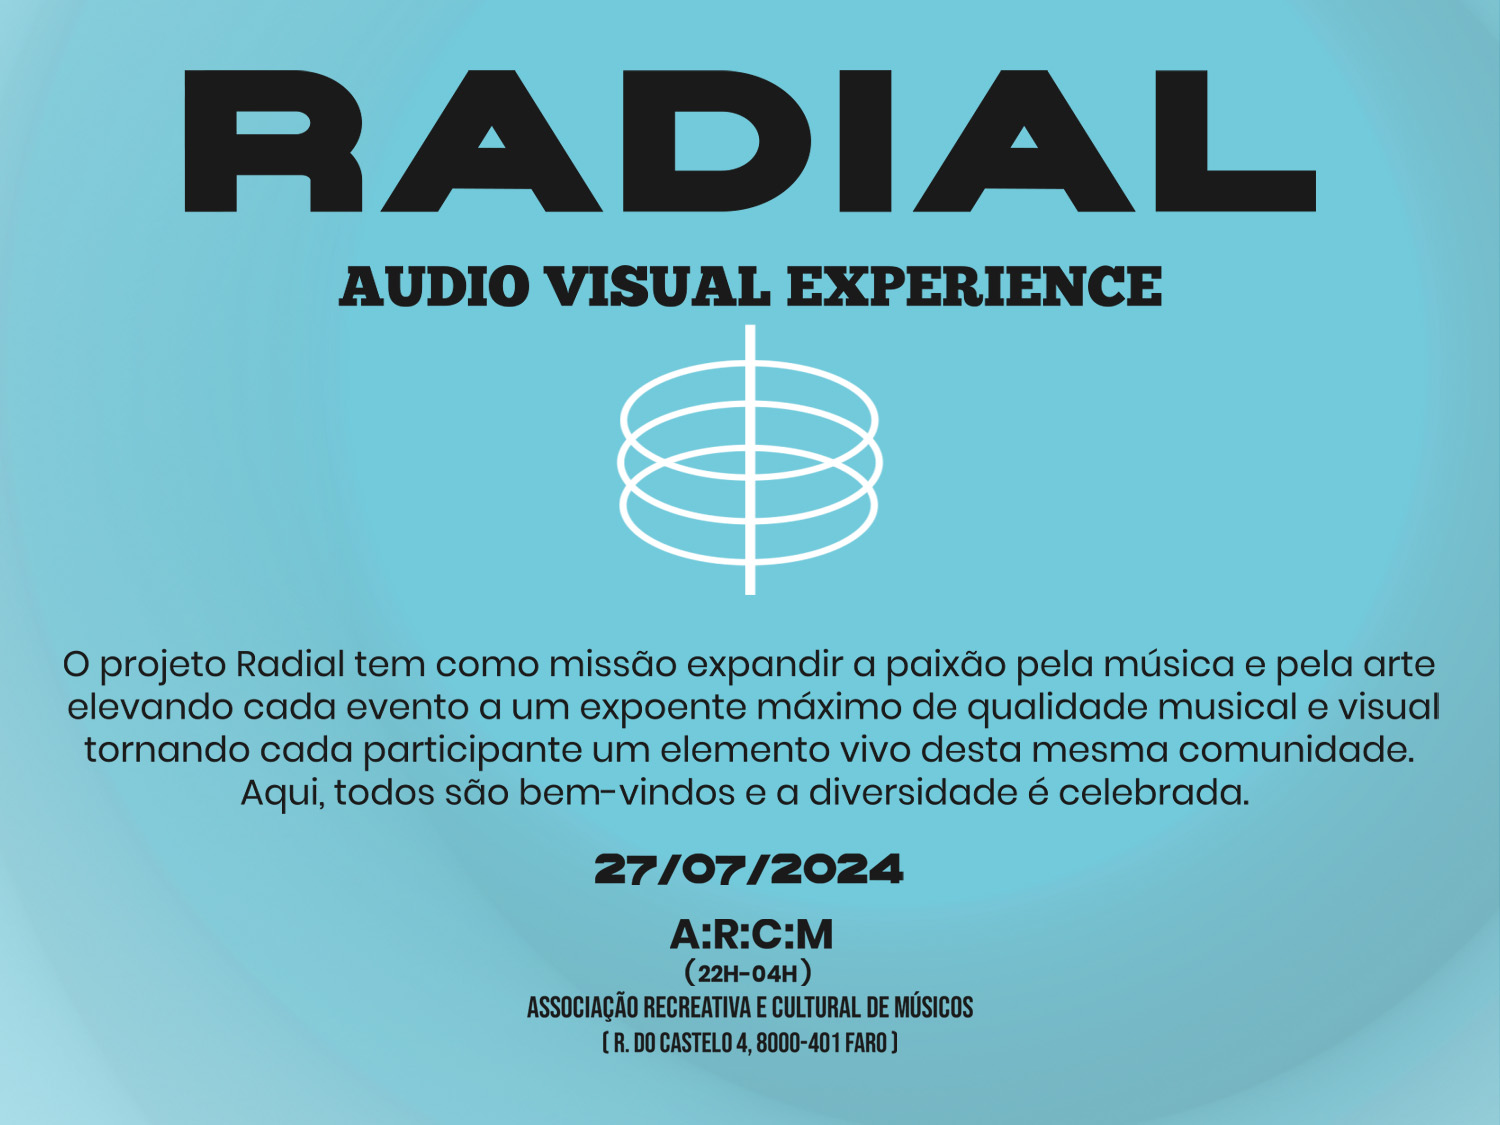 RADIAL
AUDIO VISUAL EXPERIENCE
O projeto Radial tem como missão expandir a paixão pela música e pela arte
elevando cada evento a um expoente máximo de qualidade musical e visual
tornando cada participante um elemento vivo desta mesma comunidade.
Aqui, todos são bem-vindos e a diversidade é celebrada.
27/07/2024
A:R:C:M
(22H-04H)
ASSOCIAÇÃO RECREATIVA E CULTURAL DE MÚSICOS
( R. DO CASTELO 4, 8000-401 FARO )